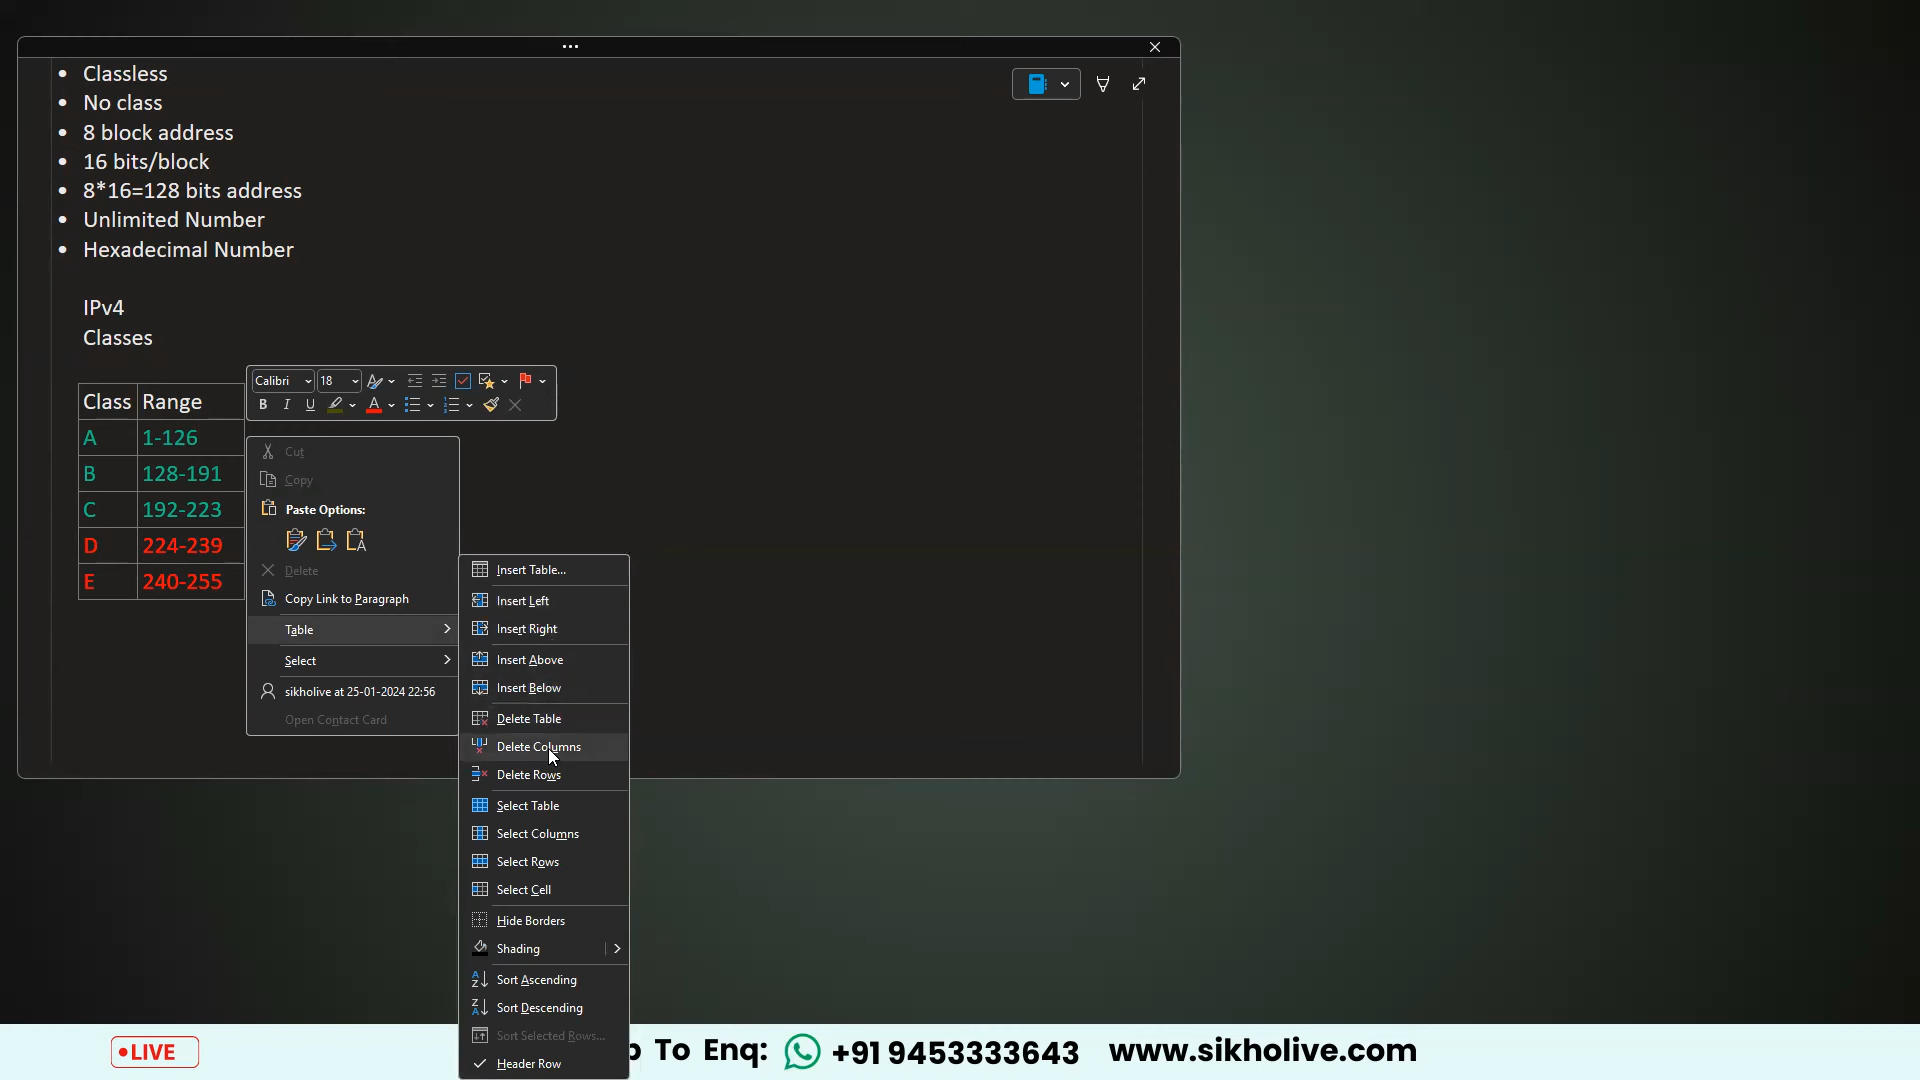 Classless
No class
8 block address
16 bits/block
8*16=128 bits address
Unlimited Number
Hexadecimal Number
IPv4
Classes
Class Range
A 1-126
B 128-191
C 192-223
D 224-239
E 240-255
Calibri 18
B I U A
Cut
Copy
Paste Options:
Delete
Copy Link to Paragraph
Table
Select
sikholive at 25-01-2024 22:56
Open Contact Card
Insert Table...
Insert Left
Insert Right
Insert Above
Insert Below
Delete Table
Delete Columns
Delete Rows
Select Table
Select Columns
Select Rows
Select Cell
Hide Borders
Shading
Sort Ascending
Sort Descending
Sort Selected Rows...
Header Row
LIVE
To Enq: +91 9453333643 www.sikholive.com